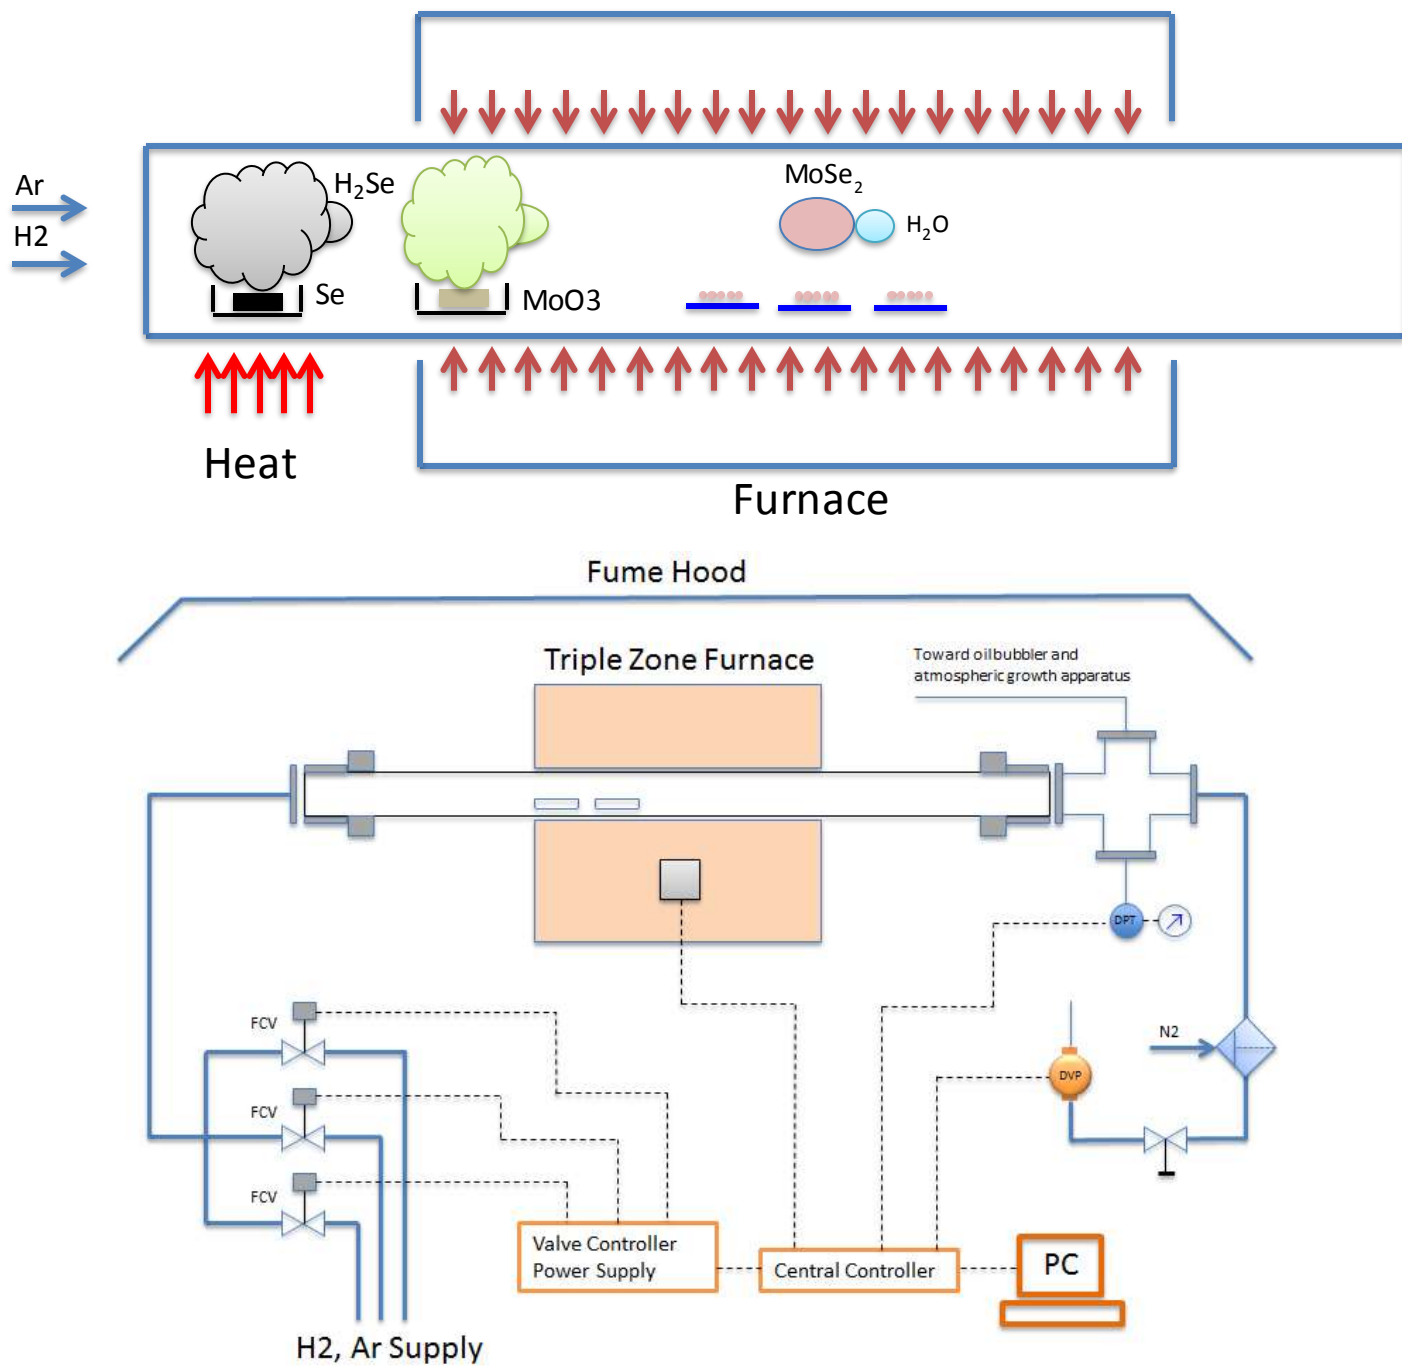 Ar
H2
H₂Se
Se
MoO3
MoSe₂
H₂O
Heat
Furnace
Fume Hood
Triple Zone Furnace
Toward oil bubbler and
atmospheric growth apparatus
DPT
FCV
FCV
FCV
N2
DVP
Valve Controller
Power Supply
Central Controller
PC
H2, Ar Supply